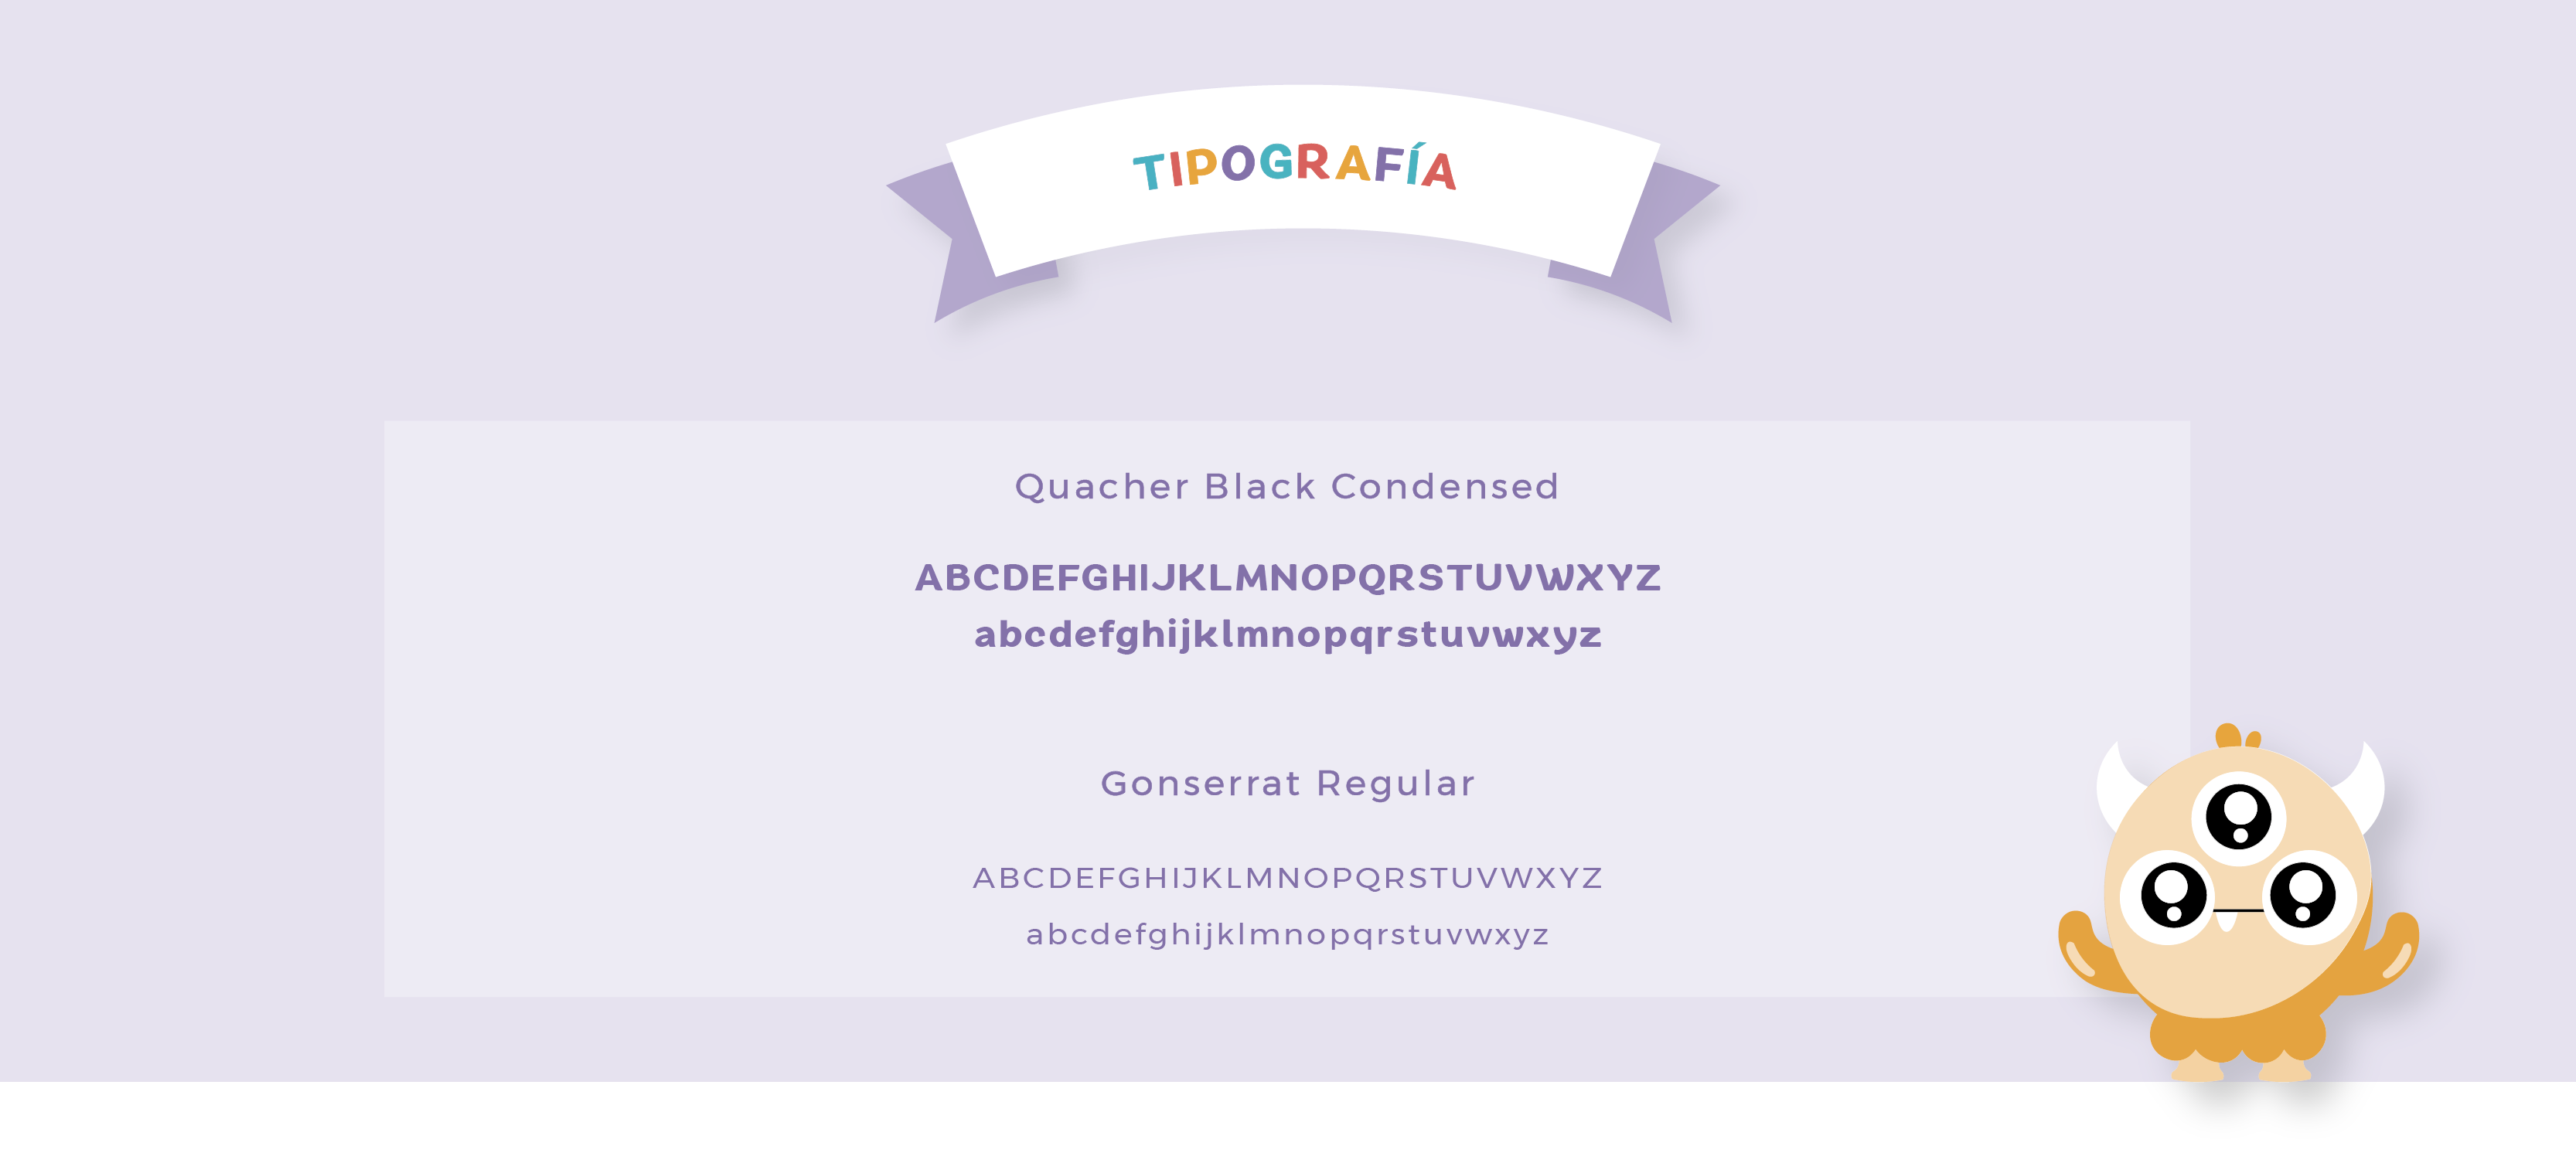 TIPOGRAFÍA
Quacher Black Condensed
ABCDEFGHIJKLMNOPQRSTUVWXYZ
abcdefghijklmnopqrstuvwxyz
Gonserrat Regular
ABCDEFGHIJKLMNOPQRSTUVWXYZ
abcdefghijklmnopqrstuvwxyz